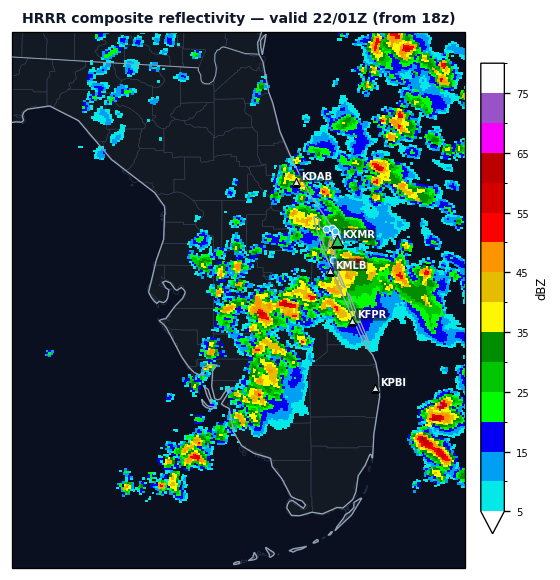 HRRR composite reflectivity — valid 22/01Z (from 18z)
KDAB
KXMR
KMLB
KFPR
KPBI
75
65
55
45
35
25
15
5
dBZ